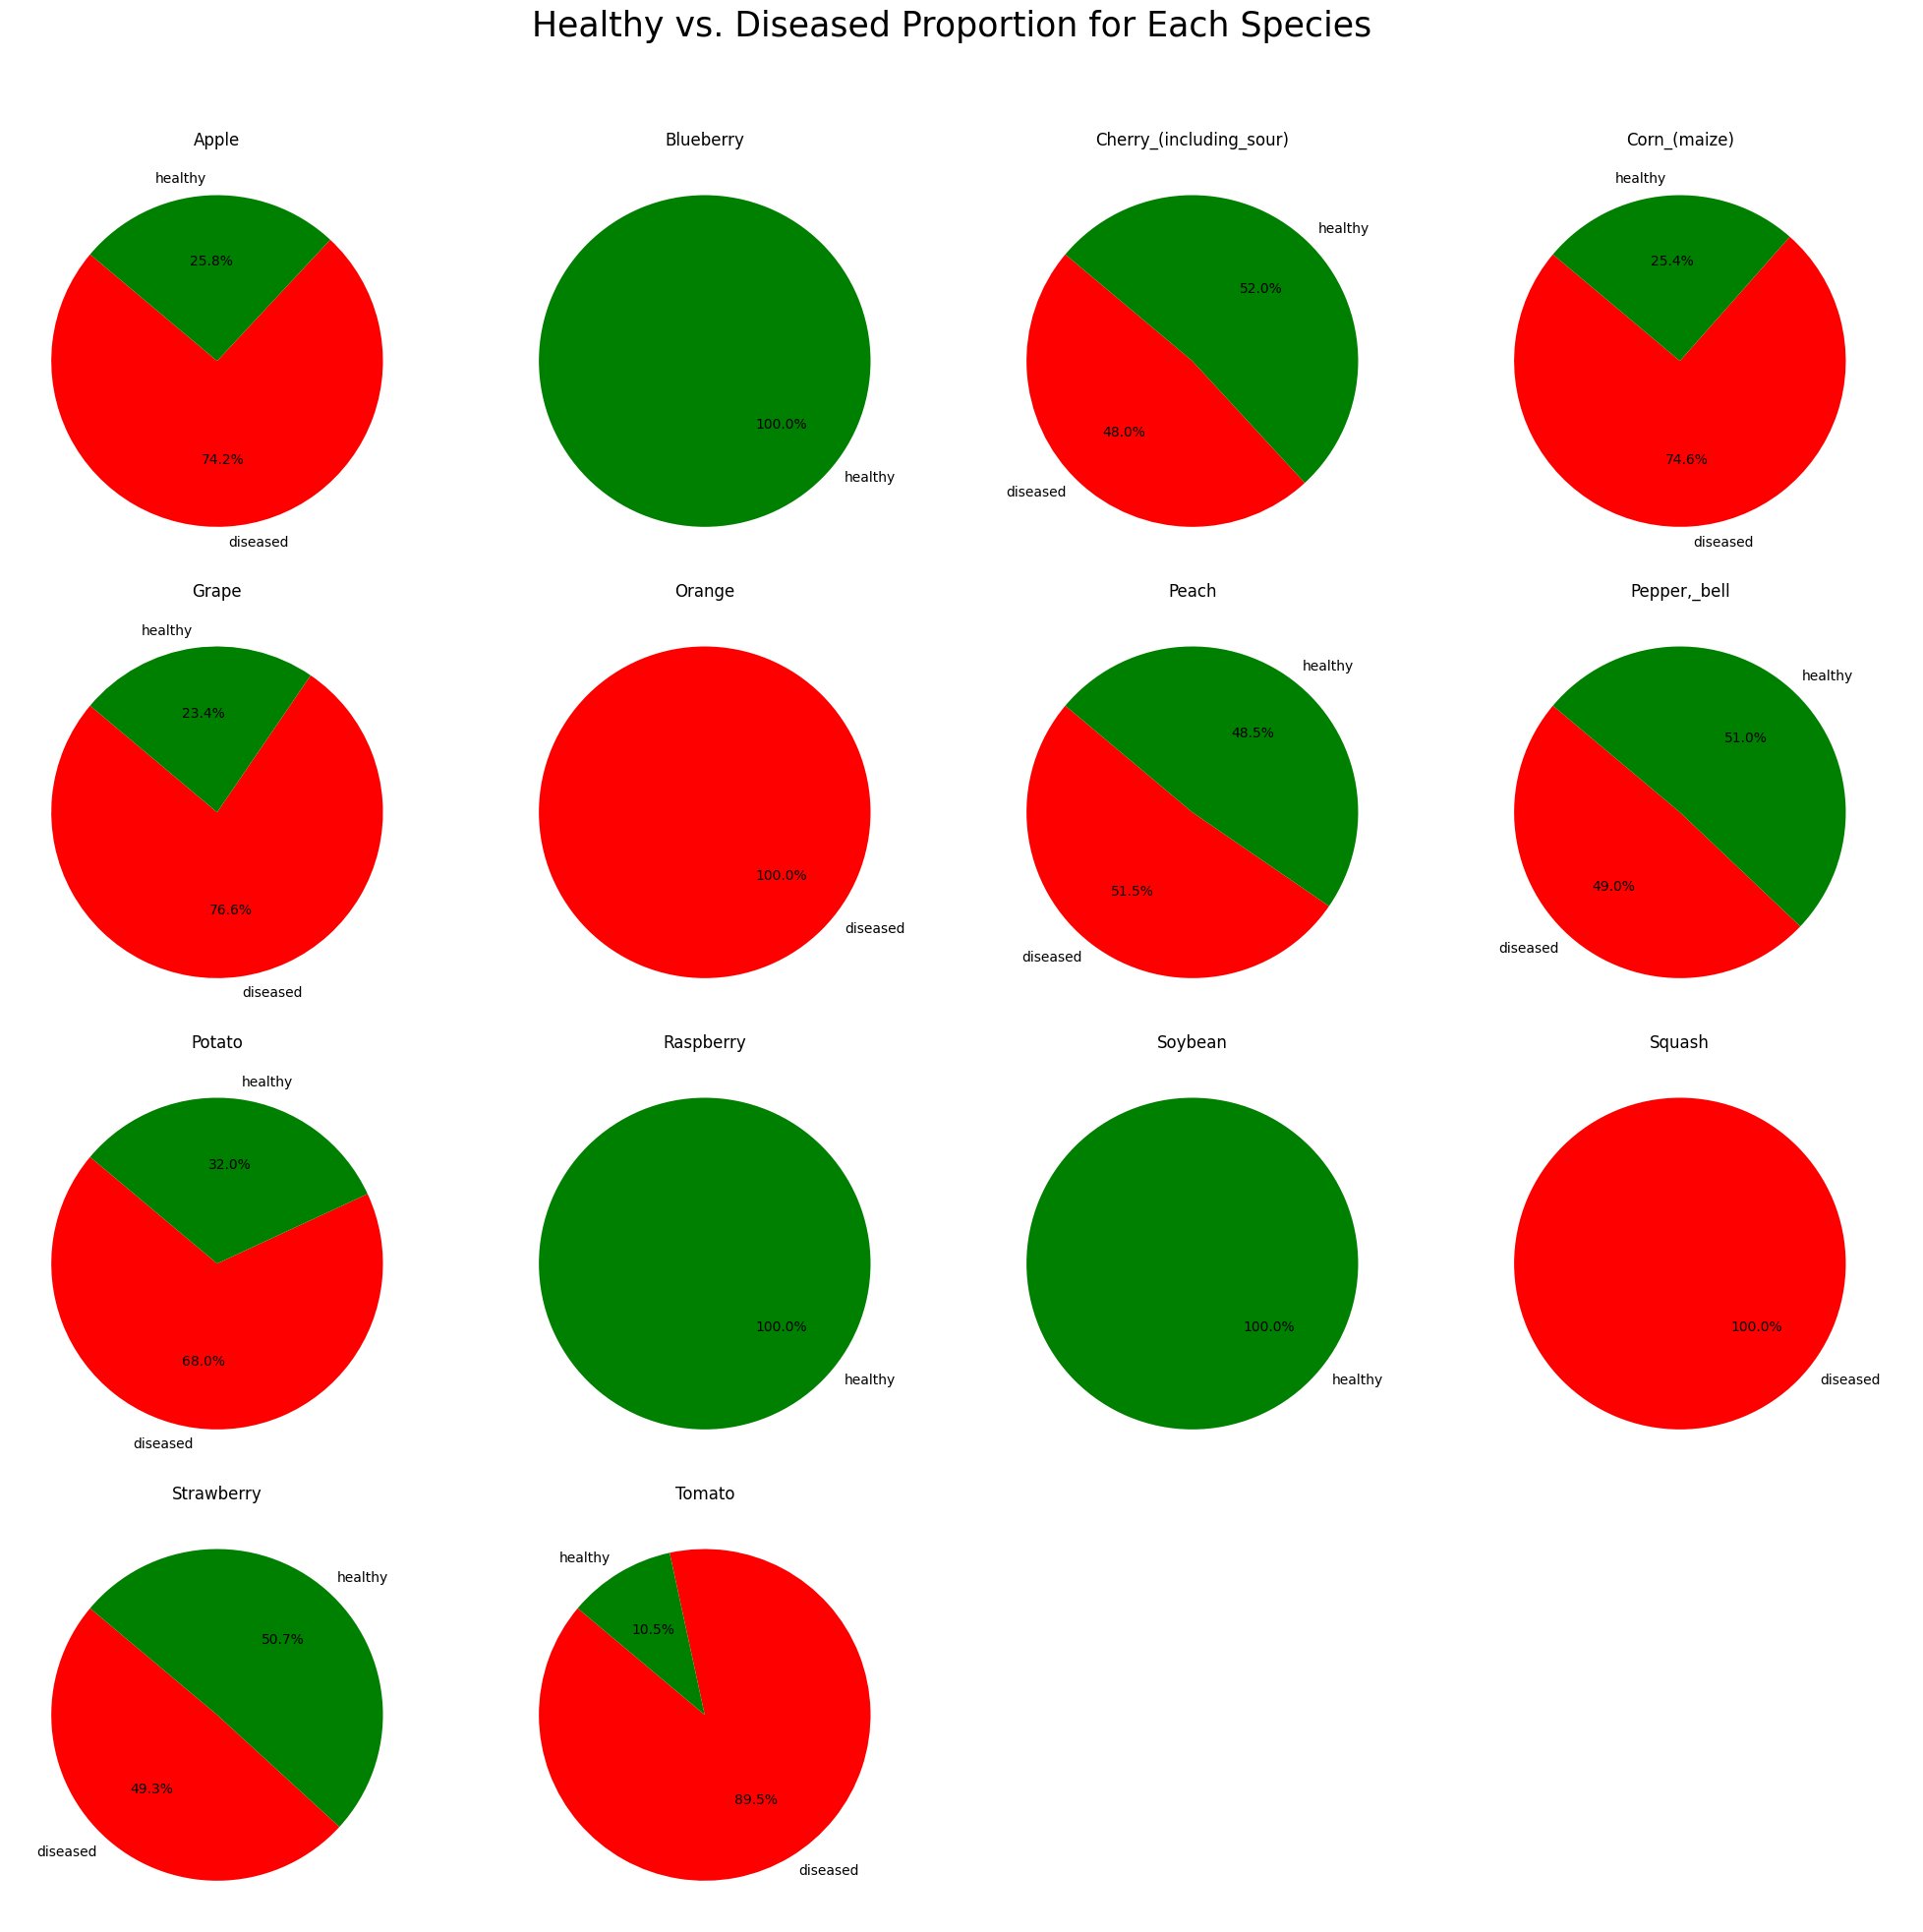 Healthy vs. Diseased Proportion for Each Species
Apple
healthy
25.8%
74.2%
diseased
Blueberry
100.0%
healthy
Cherry_(including_sour)
healthy
52.0%
48.0%
diseased
Corn_(maize)
healthy
25.4%
74.6%
diseased
Grape
healthy
23.4%
76.6%
diseased
Orange
100.0%
diseased
Peach
healthy
48.5%
51.5%
diseased
Pepper,_bell
healthy
51.0%
49.0%
diseased
Potato
healthy
32.0%
68.0%
diseased
Raspberry
100.0%
healthy
Soybean
100.0%
healthy
Squash
100.0%
diseased
Strawberry
healthy
50.7%
49.3%
diseased
Tomato
healthy
10.5%
89.5%
diseased